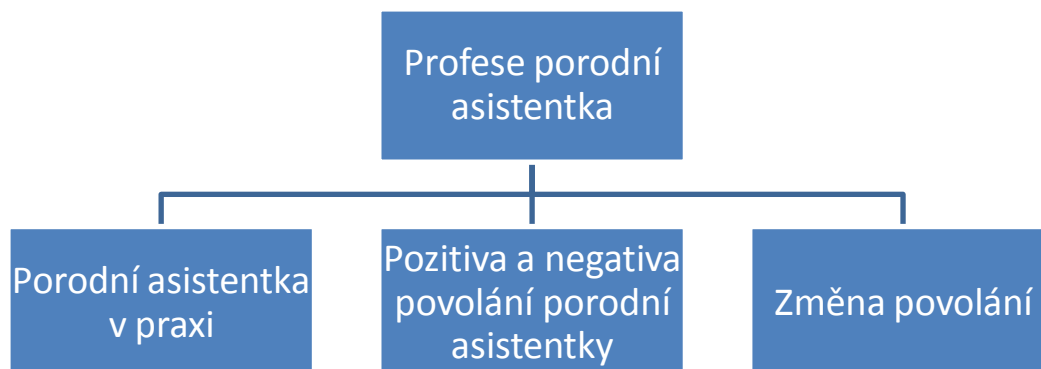 Profese porodní
asistentka
Porodní asistentka
v praxi
Pozitiva a negativa
povolání porodní
asistentky
Změna povolání